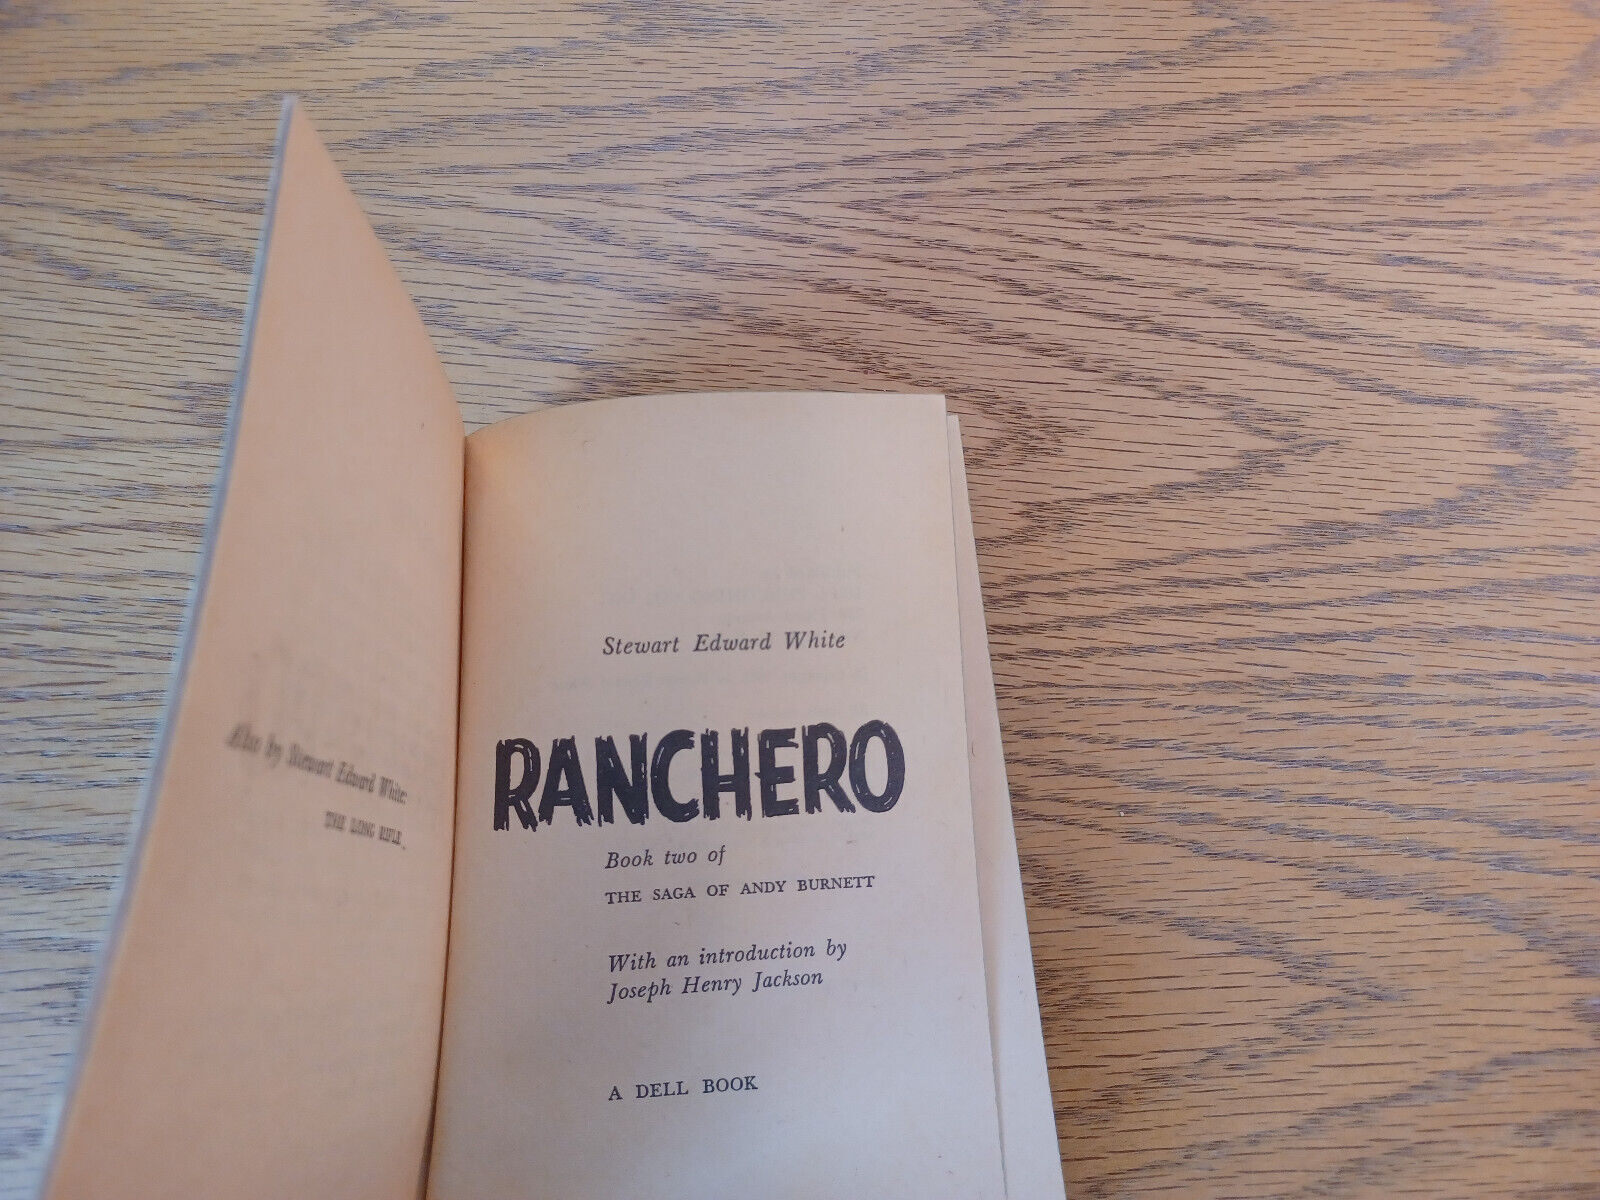 Also by Stewart Edward White:
THE LONG RIFLE
Stewart Edward White
RANCHERO
Book two of
THE SAGA OF ANDY BURNETT
With an introduction by
Joseph Henry Jackson
A DELL BOOK